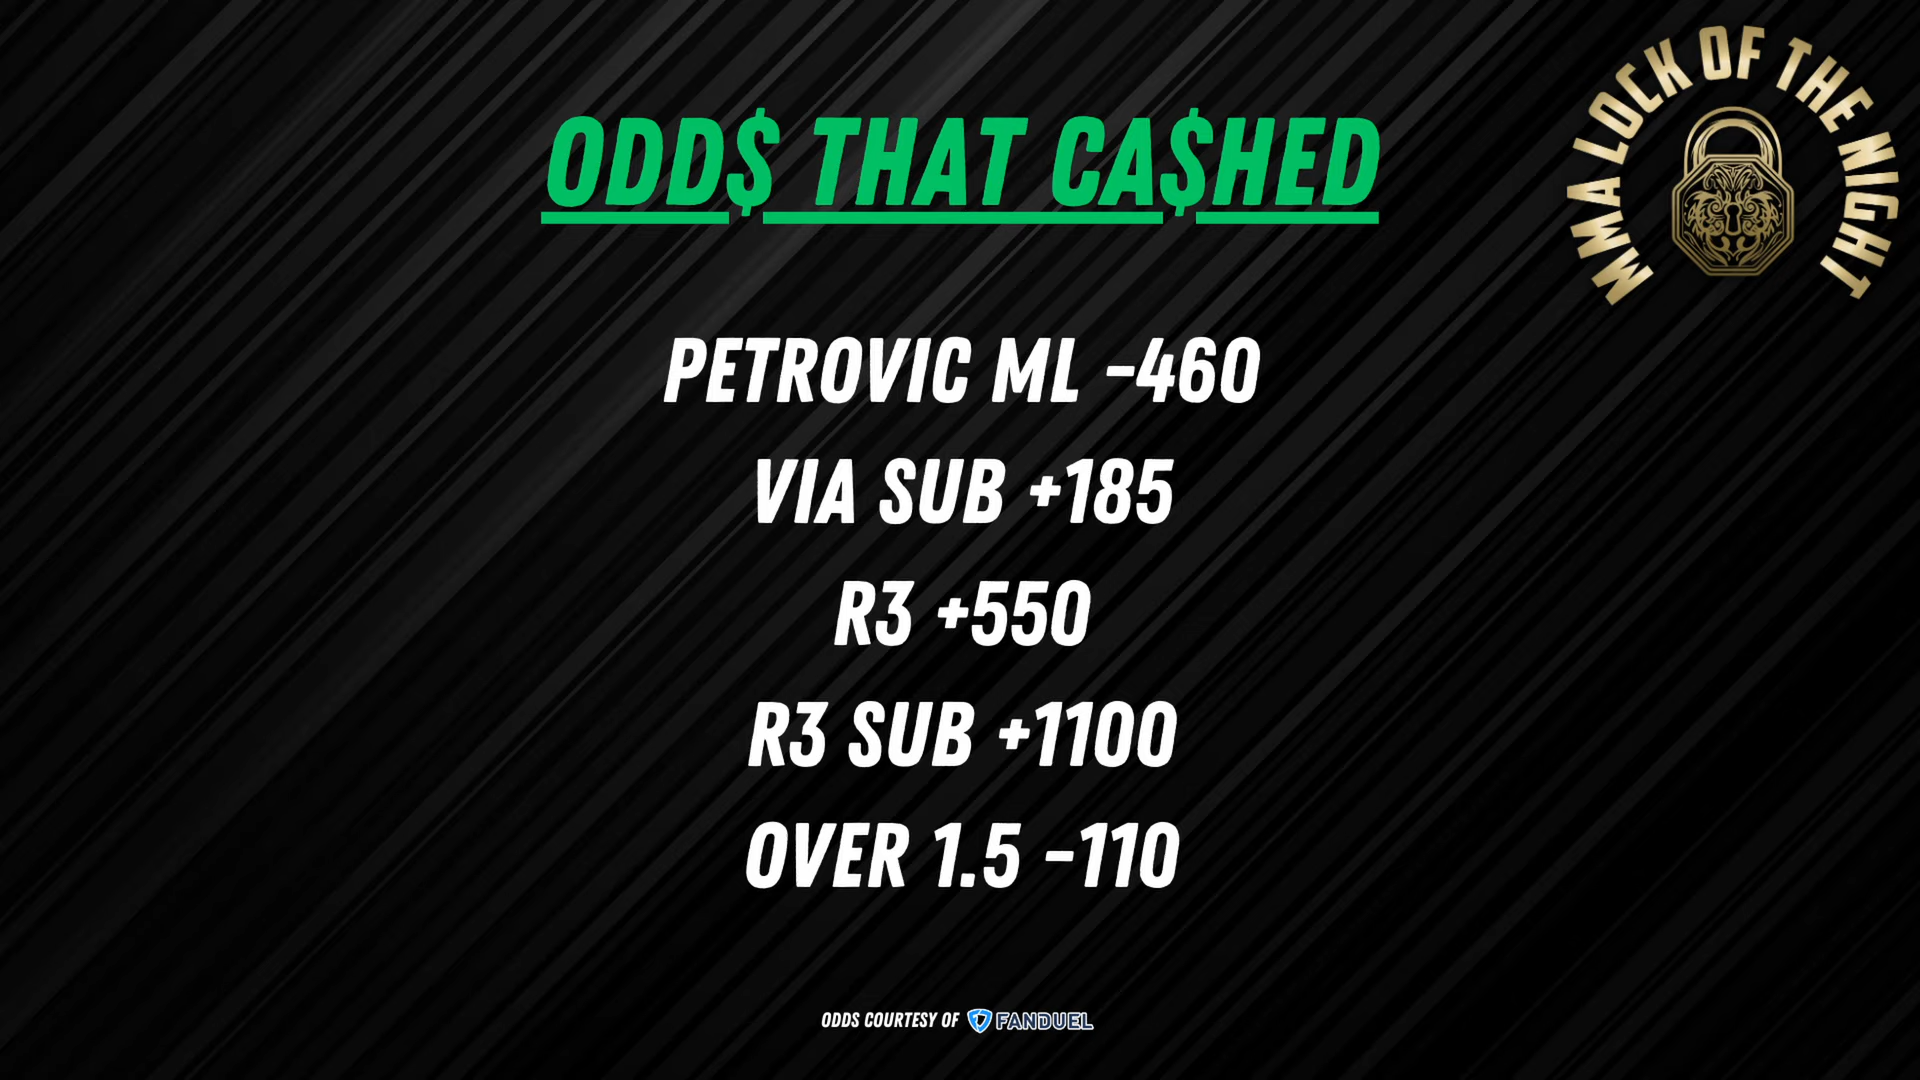 MMA LOCK OF THE NIGHT
ODD$ THAT CA$HED
PETROVIC ML -460
VIA SUB +185
R3 +550
R3 SUB +1100
OVER 1.5 -110
ODDS COURTESY OF FANDUEL